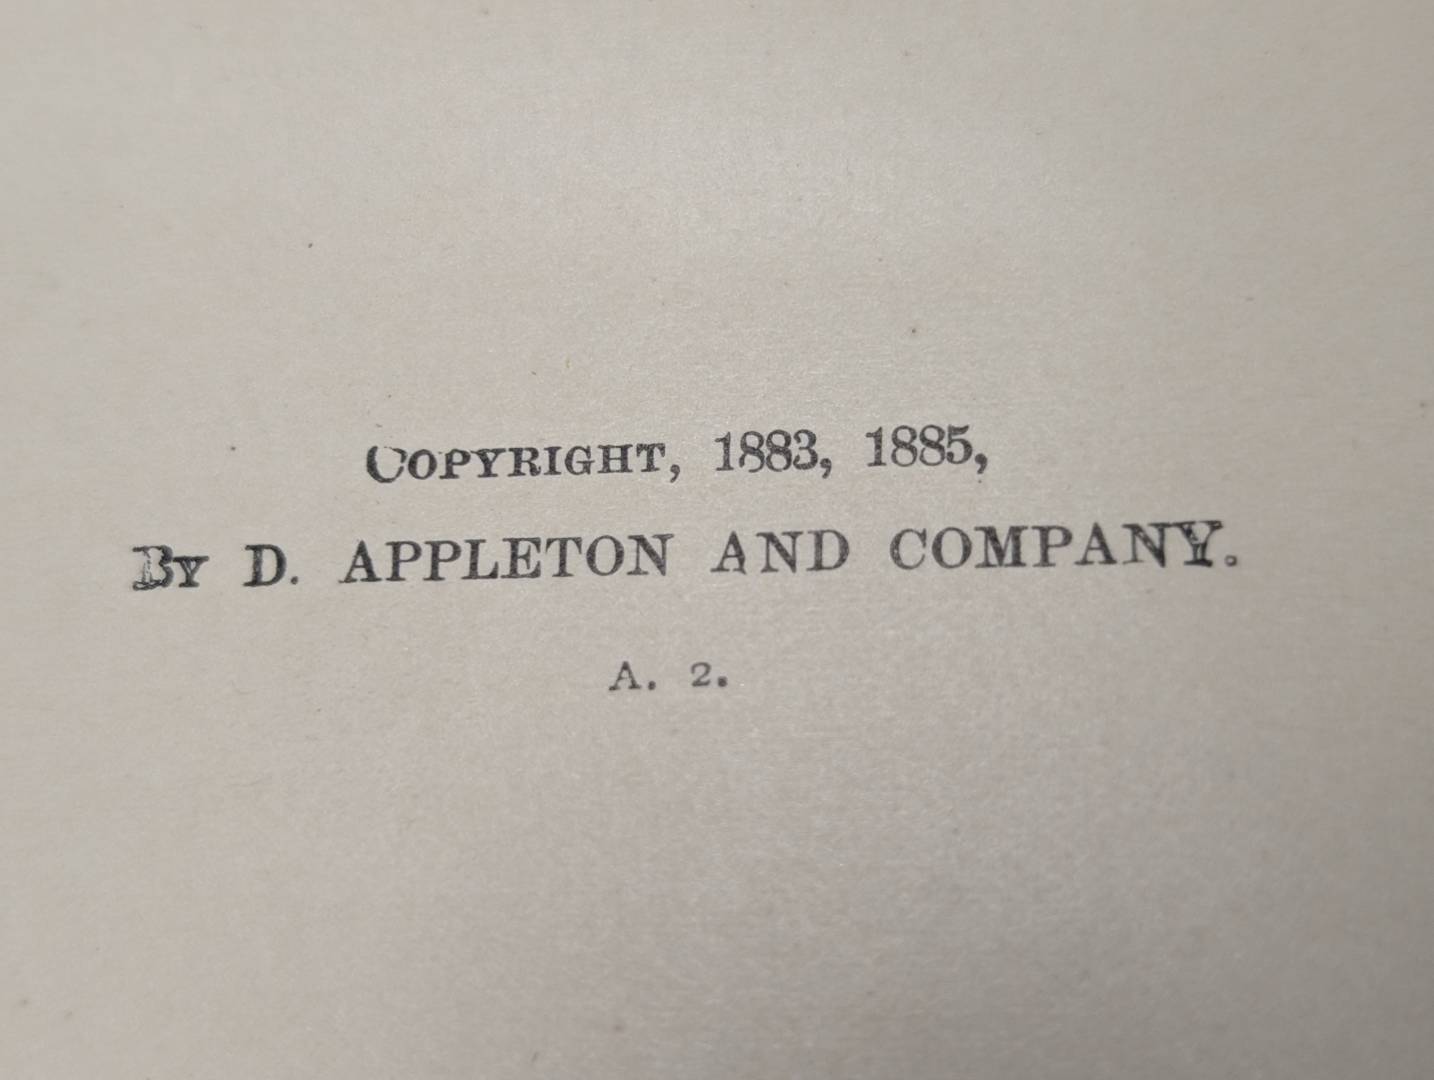 COPYRIGHT, 1883, 1885,
BY D. APPLETON AND COMPANY.
A. 2.